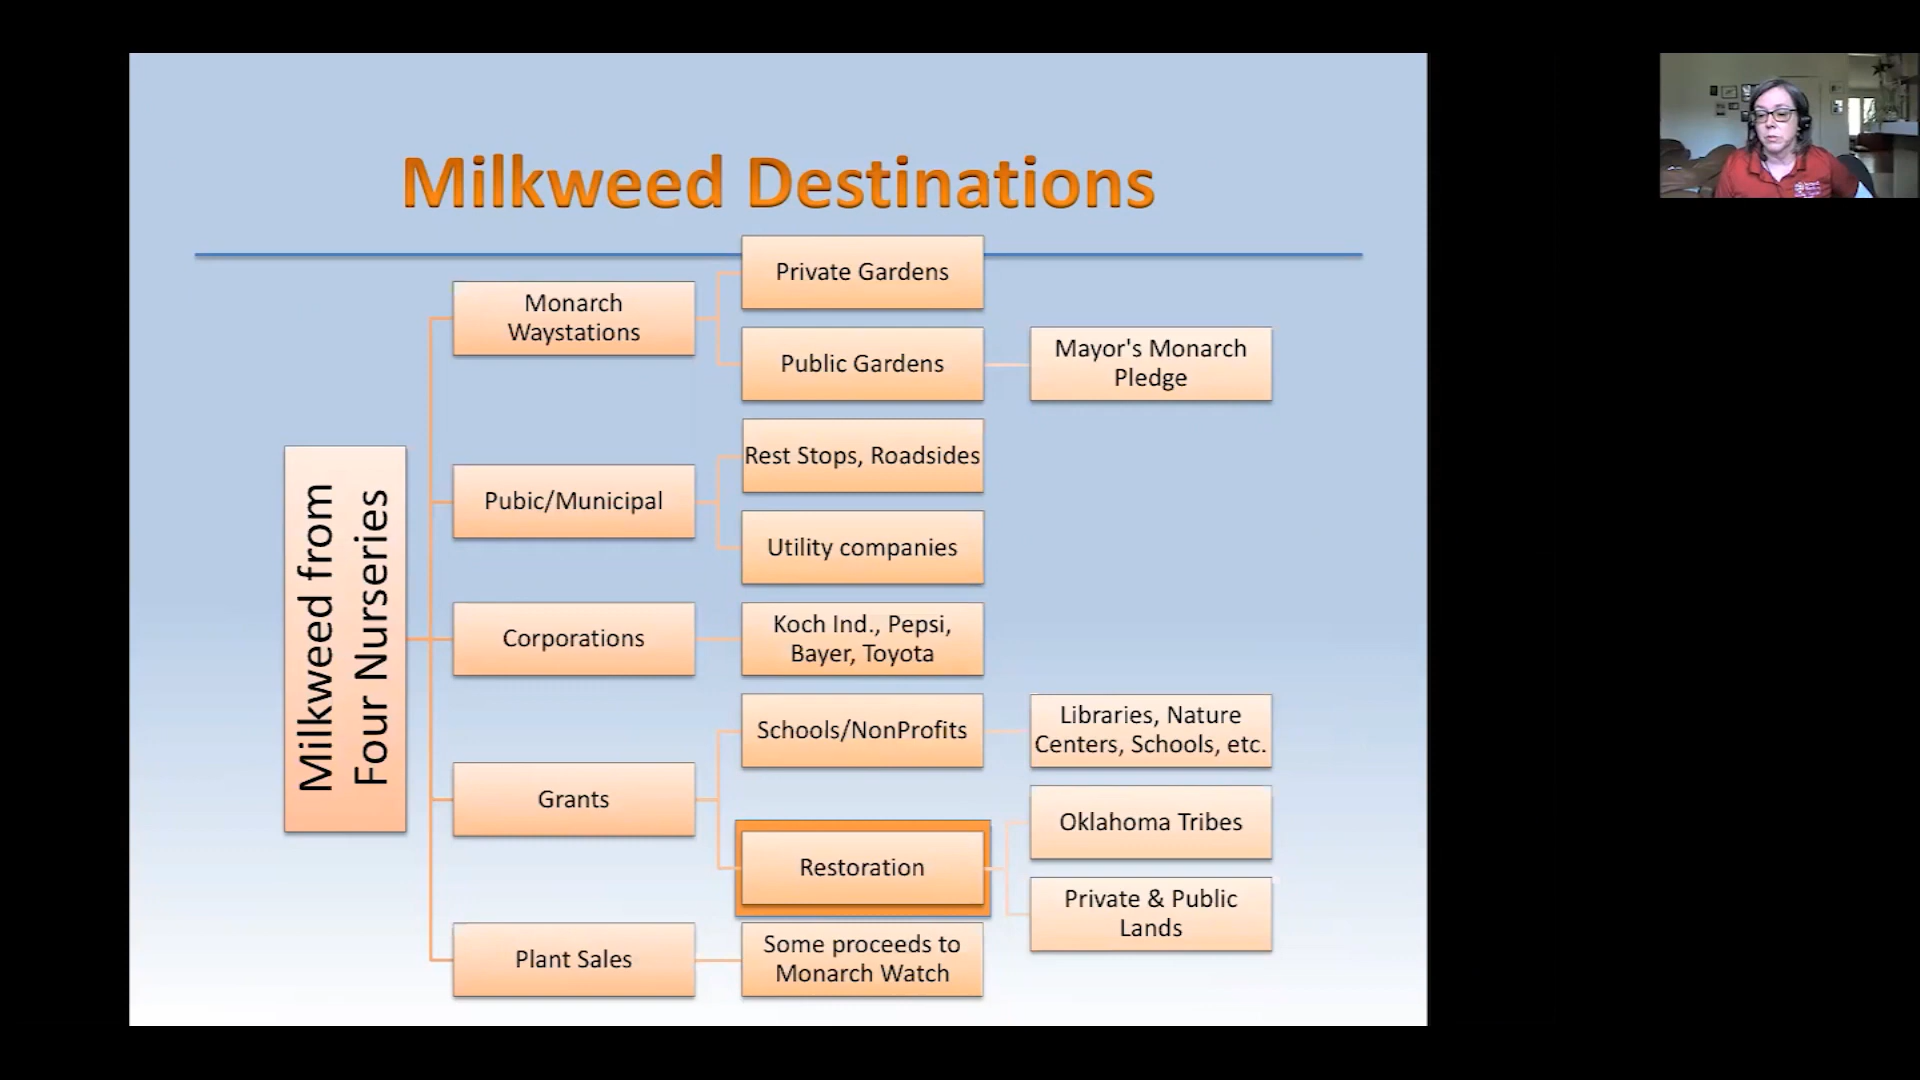 Milkweed Destinations
Milkweed from
Four Nurseries
Monarch
Waystations
Private Gardens
Public Gardens
Mayor's Monarch
Pledge
Pubic/Municipal
Rest Stops, Roadsides
Utility companies
Corporations
Koch Ind., Pepsi,
Bayer, Toyota
Grants
Schools/NonProfits
Libraries, Nature
Centers, Schools, etc.
Restoration
Oklahoma Tribes
Private & Public
Lands
Plant Sales
Some proceeds to
Monarch Watch